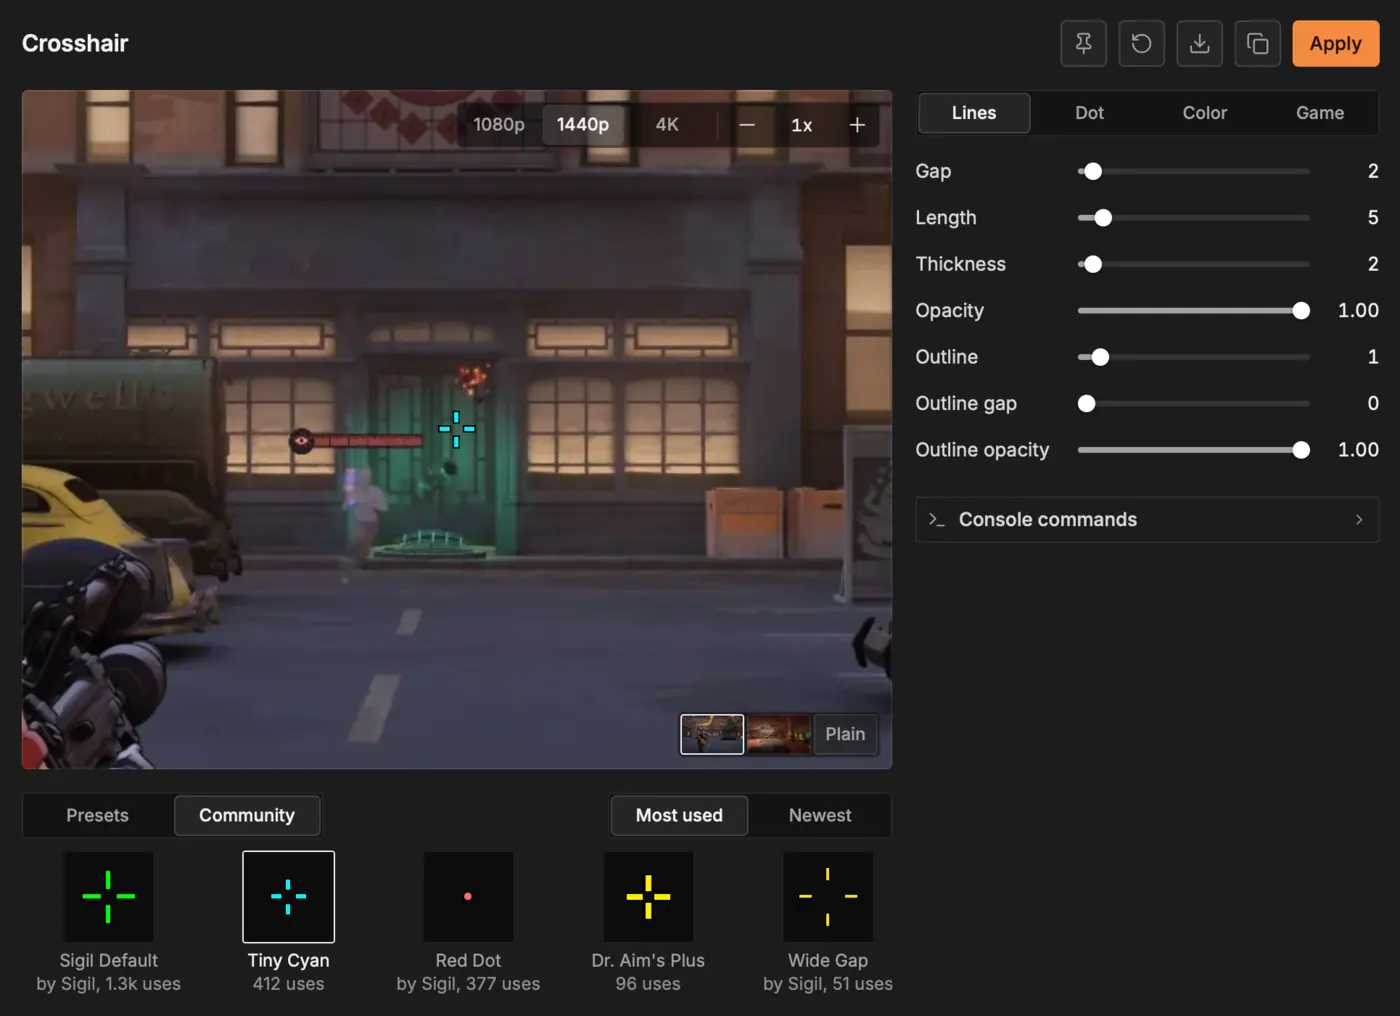 Crosshair
Apply
1080p
1440p
4K
1x
gwell's
Plain
Lines
Dot
Color
Game
Gap
2
Length
5
Thickness
2
Opacity
1.00
Outline
1
Outline gap
0
Outline opacity
1.00
Console commands
Presets
Community
Most used
Newest
Sigil Default
by Sigil, 1.3k uses
Tiny Cyan
412 uses
Red Dot
by Sigil, 377 uses
Dr. Aim's Plus
96 uses
Wide Gap
by Sigil, 51 uses